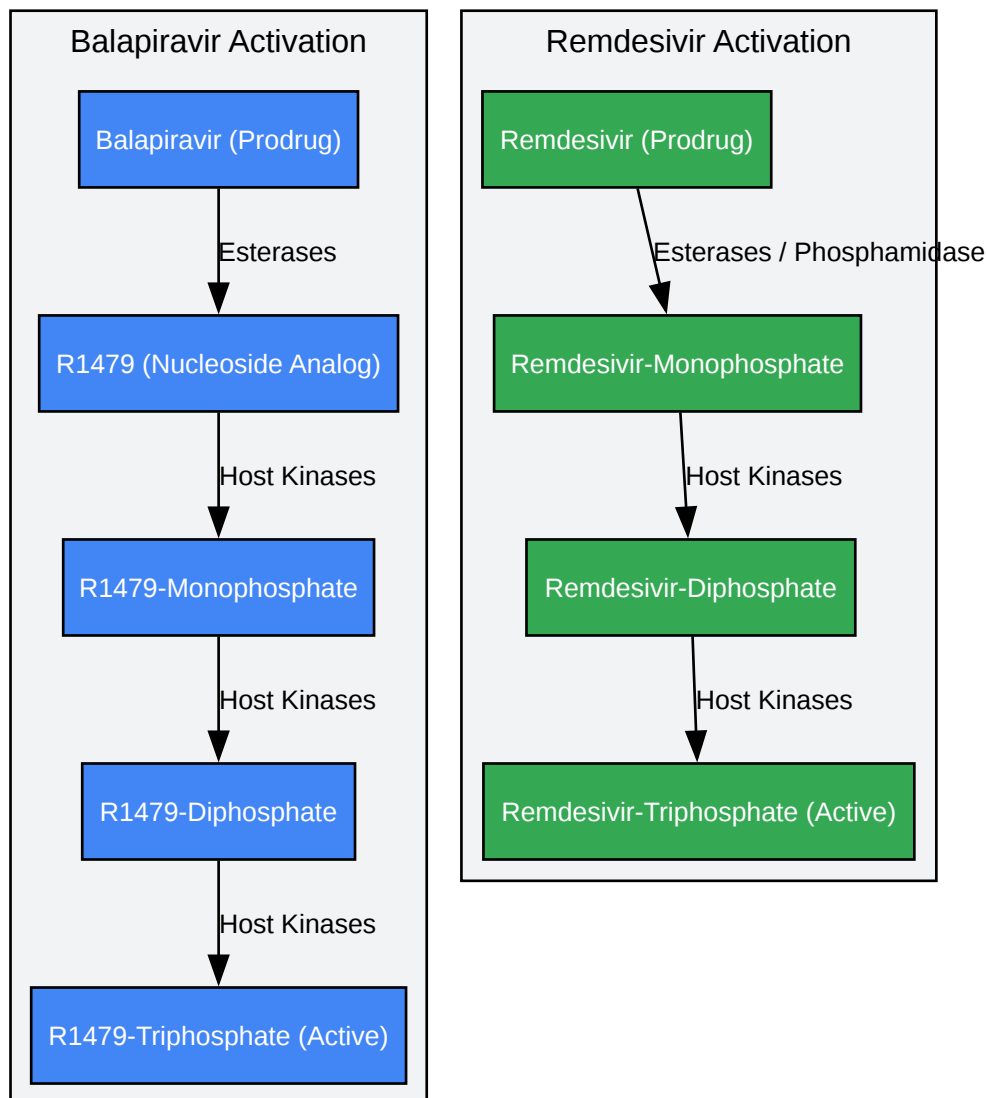 Balapiravir Activation
Balapiravir (Prodrug)
Esterases
R1479 (Nucleoside Analog)
Host Kinases
R1479-Monophosphate
Host Kinases
R1479-Diphosphate
Host Kinases
R1479-Triphosphate (Active)
Remdesivir Activation
Remdesivir (Prodrug)
Esterases / Phosphamidase
Remdesivir-Monophosphate
Host Kinases
Remdesivir-Diphosphate
Host Kinases
Remdesivir-Triphosphate (Active)